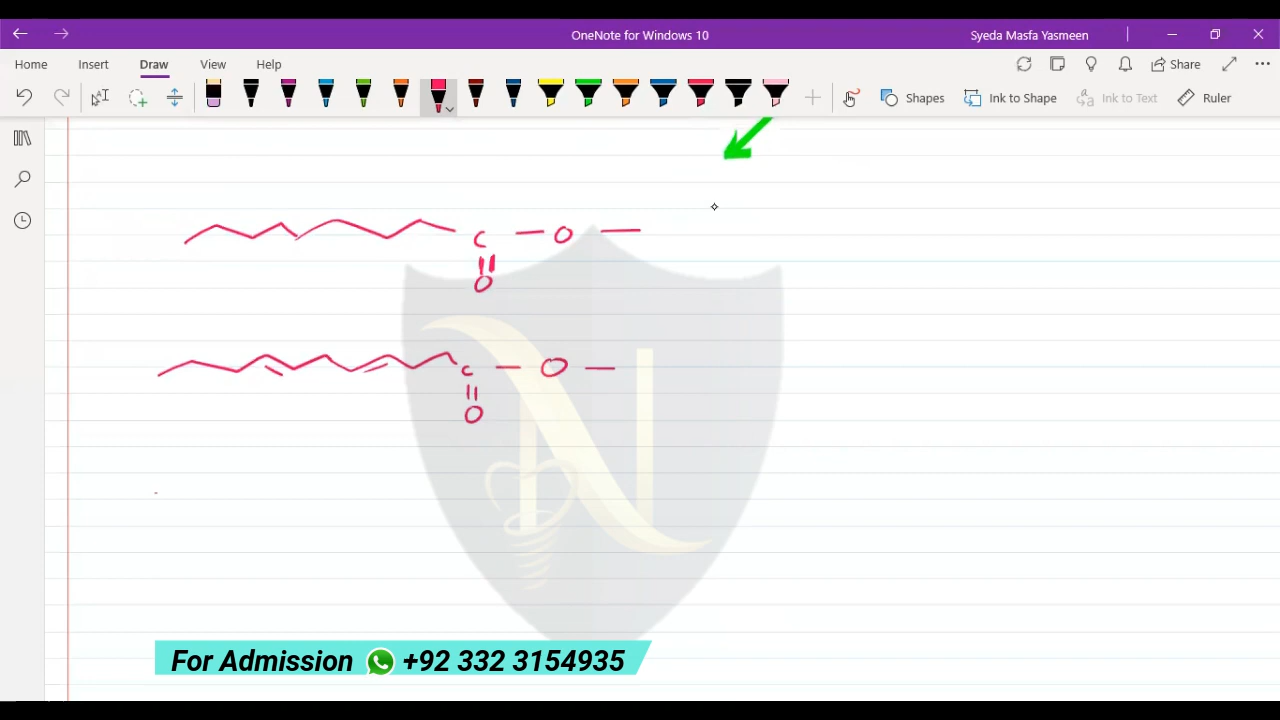 OneNote for Windows 10
Syeda Masfa Yasmeen
Home Insert Draw View Help
Share
Shapes Ink to Shape Ink to Text Ruler
C - O -
O
C - O -
O
N
For Admission +92 332 3154935